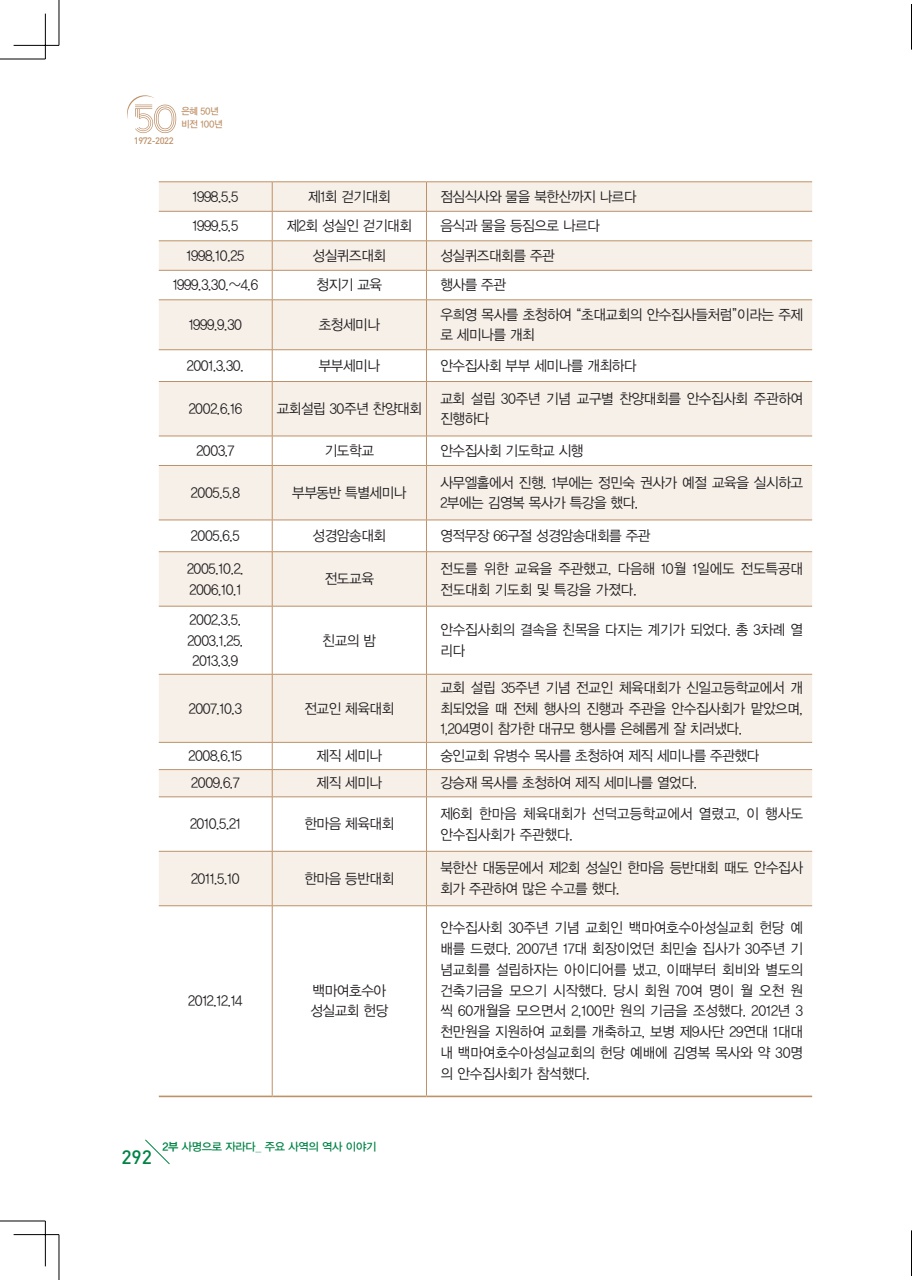 50 은혜 50년
비전 100년
1972-2022
1998.5.5 제1회 걷기대회 점심식사와 물을 북한산까지 나르다
1999.5.5 제2회 성실인 걷기대회 음식과 물을 등짐으로 나르다
1998.10.25 성실퀴즈대회 성실퀴즈대회를 주관
1999.3.30.~4.6 청지기 교육 행사를 주관
1999.9.30 초청세미나 우희영 목사를 초청하여 “초대교회의 안수집사들처럼”이라는 주제
로 세미나를 개최
2001.3.30. 부부세미나 안수집사회 부부 세미나를 개최하다
2002.6.16 교회설립 30주년 찬양대회 교회 설립 30주년 기념 교구별 찬양대회를 안수집사회 주관하여
진행하다
2003.7 기도학교 안수집사회 기도학교 시행
2005.5.8 부부동반 특별세미나 사무엘홀에서 진행. 1부에는 정민숙 권사가 예절 교육을 실시하고
2부에는 김영복 목사가 특강을 했다.
2005.6.5 성경암송대회 영적무장 66구절 성경암송대회를 주관
2005.10.2.
2006.10.1
전도교육
전도를 위한 교육을 주관했고, 다음해 10월 1일에도 전도특공대
전도대회 기도회 및 특강을 가졌다.
2002.3.5.
2003.1.25.
2013.3.9
친교의 밤
안수집사회의 결속을 친목을 다지는 계기가 되었다. 총 3차례 열
리다
2007.10.3 전교인 체육대회
교회 설립 35주년 기념 전교인 체육대회가 신일고등학교에서 개
최되었을 때 전체 행사의 진행과 주관을 안수집사회가 맡았으며,
1,204명이 참가한 대규모 행사를 은혜롭게 잘 치러냈다.
2008.6.15 제직 세미나 숭인교회 유병수 목사를 초청하여 제직 세미나를 주관했다
2009.6.7 제직 세미나 강승재 목사를 초청하여 제직 세미나를 열었다.
2010.5.21 한마음 체육대회 제6회 한마음 체육대회가 선덕고등학교에서 열렸고, 이 행사도
안수집사회가 주관했다.
2011.5.10 한마음 등반대회 북한산 대동문에서 제2회 성실인 한마음 등반대회 때도 안수집사
회가 주관하여 많은 수고를 했다.
2012.12.14
백마여호수아
성실교회 헌당
안수집사회 30주년 기념 교회인 백마여호수아성실교회 헌당 예
배를 드렸다. 2007년 17대 회장이었던 최민술 집사가 30주년 기
념교회를 설립하자는 아이디어를 냈고, 이때부터 회비와 별도의
건축기금을 모으기 시작했다. 당시 회원 70여 명이 월 오천 원
씩 60개월을 모으면서 2,100만 원의 기금을 조성했다. 2012년 3
천만원을 지원하여 교회를 개축하고, 보병 제9사단 29연대 1대대
내 백마여호수아성실교회의 헌당 예배에 김영복 목사와 약 30명
의 안수집사회가 참석했다.
292 2부 사명으로 자라다_ 주요 사역의 역사 이야기